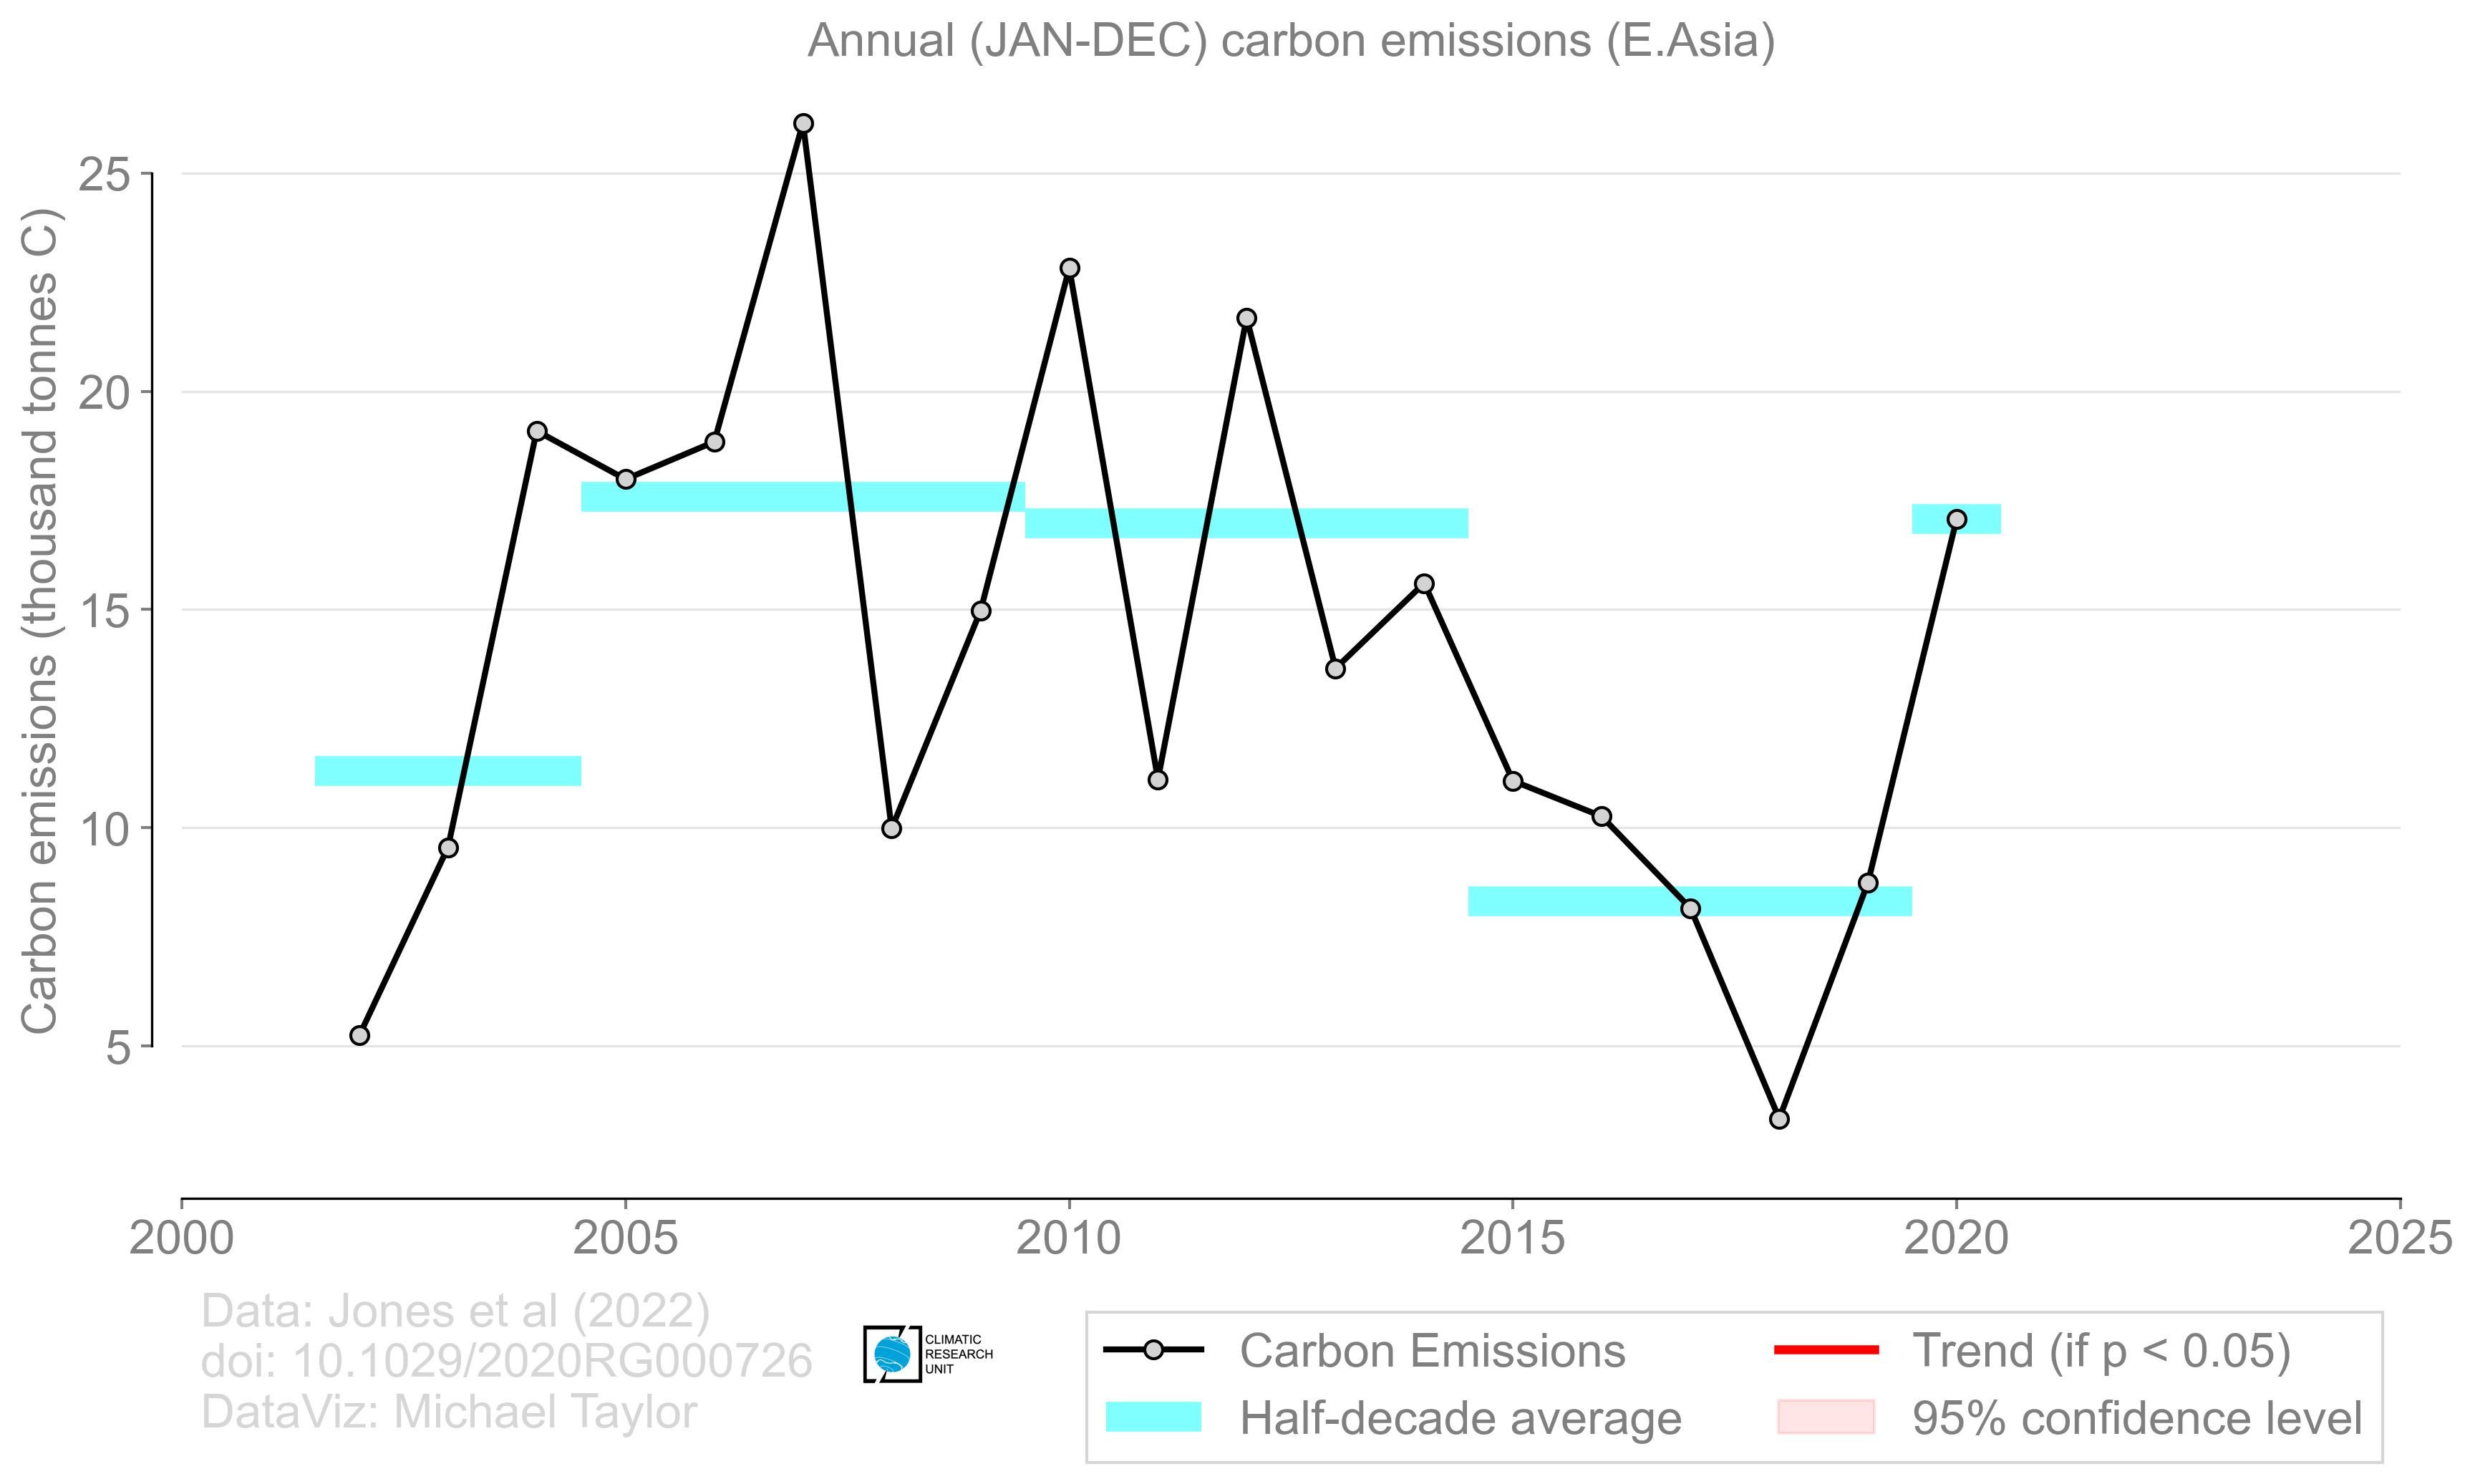 Annual (JAN-DEC) carbon emissions (E.Asia)
Carbon emissions (thousand tonnes C)
25
20
15
10
5
2000
2005
2010
2015
2020
2025
Data: Jones et al (2022)
doi: 10.1029/2020RG000726
DataViz: Michael Taylor
CLIMATIC
RESEARCH
UNIT
Carbon Emissions
Half-decade average
Trend (if p < 0.05)
95% confidence level